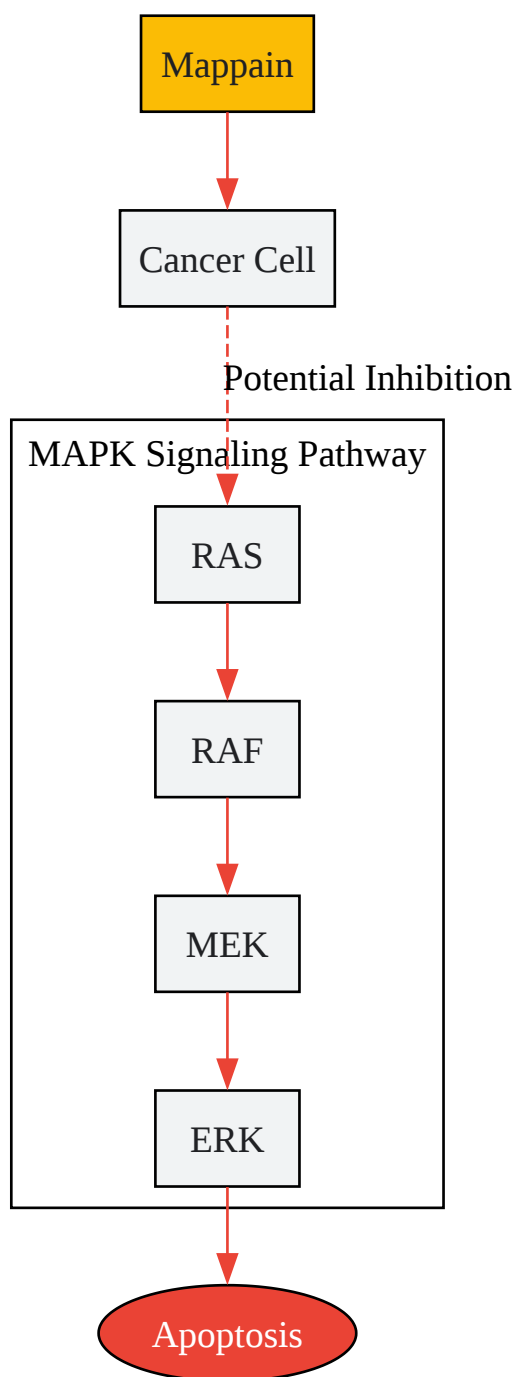 Mappain
Cancer Cell
Potential Inhibition
MAPK Signaling Pathway
RAS
RAF
MEK
ERK
Apoptosis